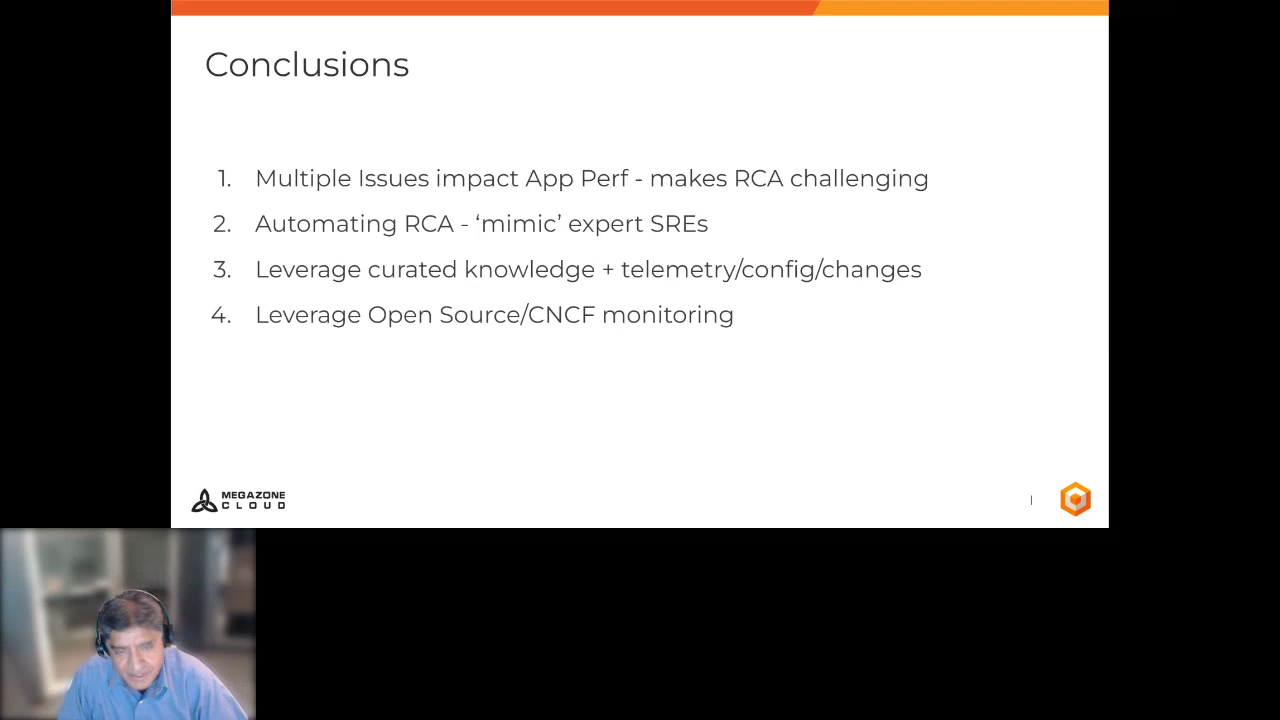 Conclusions
1. Multiple Issues impact App Perf - makes RCA challenging
2. Automating RCA - ‘mimic’ expert SREs
3. Leverage curated knowledge + telemetry/config/changes
4. Leverage Open Source/CNCF monitoring
MEGAZONE
CLOUD